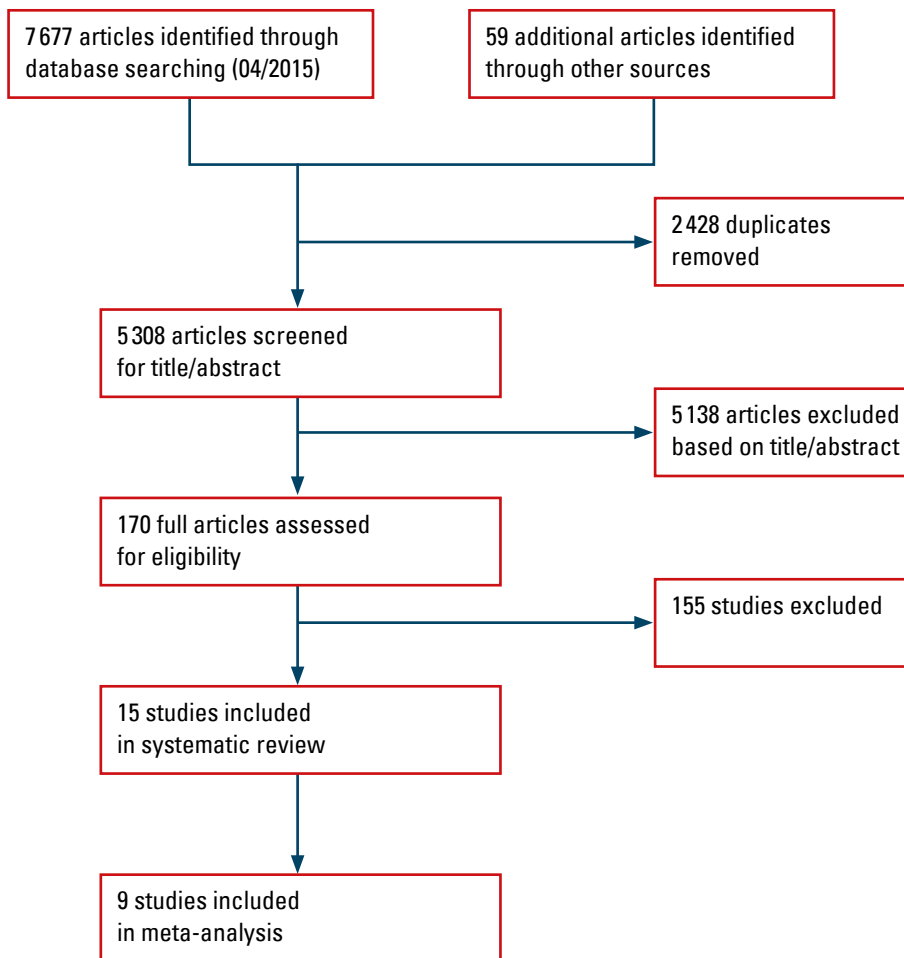 7 677 articles identified through
database searching (04/2015)
59 additional articles identified
through other sources
2 428 duplicates
removed
5 308 articles screened
for title/abstract
5 138 articles excluded
based on title/abstract
170 full articles assessed
for eligibility
155 studies excluded
15 studies included
in systematic review
9 studies included
in meta-analysis